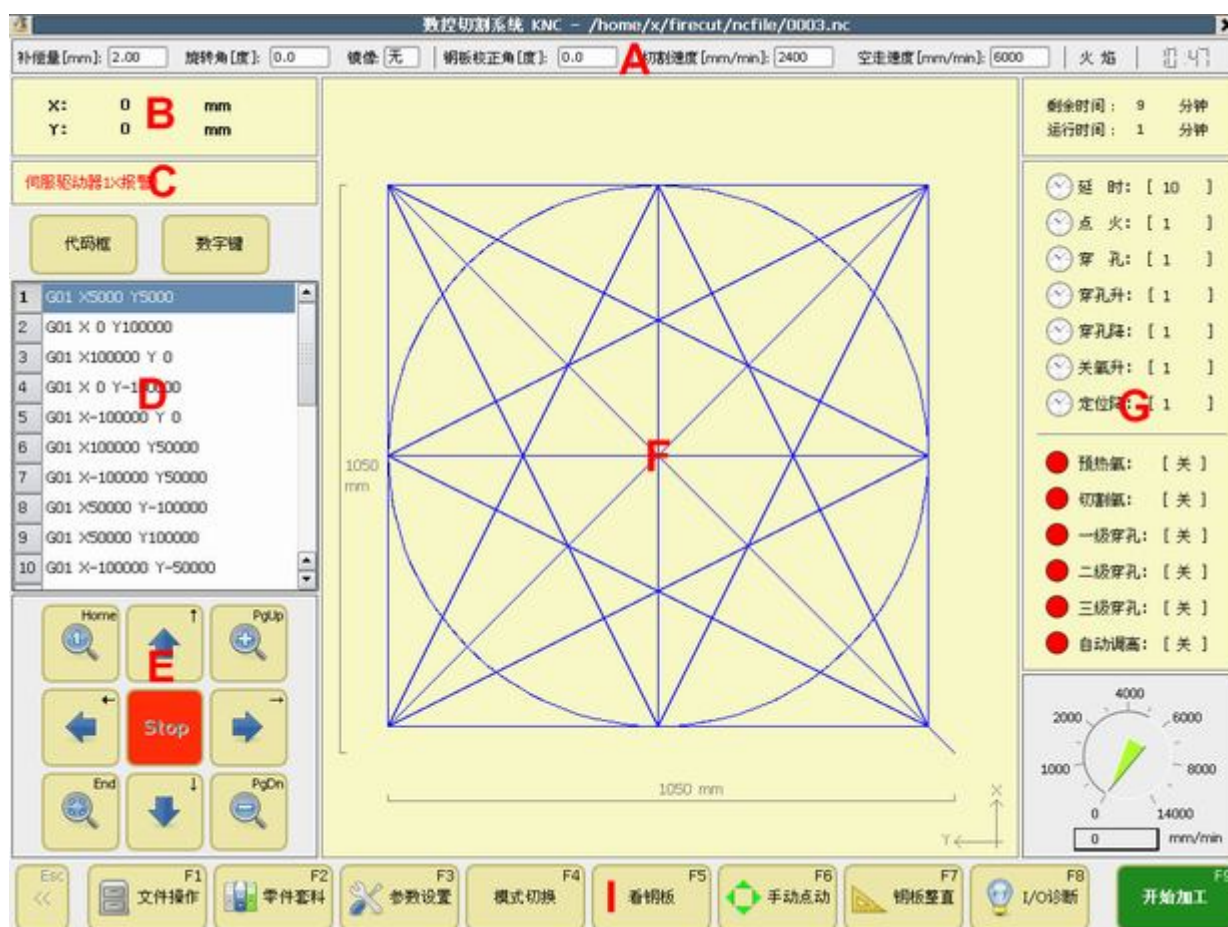 数控切割系统 KNC - /home/x/firecut/ncfile/0003.nc
补偿量[mm]: 2.00 旋转角[度]: 0.0 镜像: 无 钢板校正角[度]: 0.0 A 切割速度[mm/min]: 2400 空走速度[mm/min]: 6000 火焰
X: 0 mm
Y: 0 mm
B
伺服驱动器1X报警
C
代码框 数字键
1 G01 X5000 Y5000
2 G01 X 0 Y100000
3 G01 X100000 Y 0
4 G01 X 0 Y-100000
5 G01 X-100000 Y 0
6 G01 X100000 Y50000
7 G01 X-100000 Y50000
8 G01 X50000 Y-100000
9 G01 X50000 Y100000
10 G01 X-100000 Y-50000
D
Home ↑ PgUp
E
← Stop →
End ↓ PgDn
1050
mm
F
1050 mm
X
Y
剩余时间: 9 分钟
运行时间: 1 分钟
延 时: [ 10 ]
点 火: [ 1 ]
穿 孔: [ 1 ]
穿孔升: [ 1 ]
穿孔降: [ 1 ]
关氧升: [ 1 ]
定位降: [ 1 ]
G
预热氧: [ 关 ]
切割氧: [ 关 ]
一级穿孔: [ 关 ]
二级穿孔: [ 关 ]
三级穿孔: [ 关 ]
自动调高: [ 关 ]
4000
2000 6000
1000 8000
0 14000
0 mm/min
Esc <<
F1 文件操作
F2 零件套料
F3 参数设置
F4 模式切换
I
F5 看钢板
F6 手动点动
F7 钢板整直
F8 I/O诊断
F9 开始加工